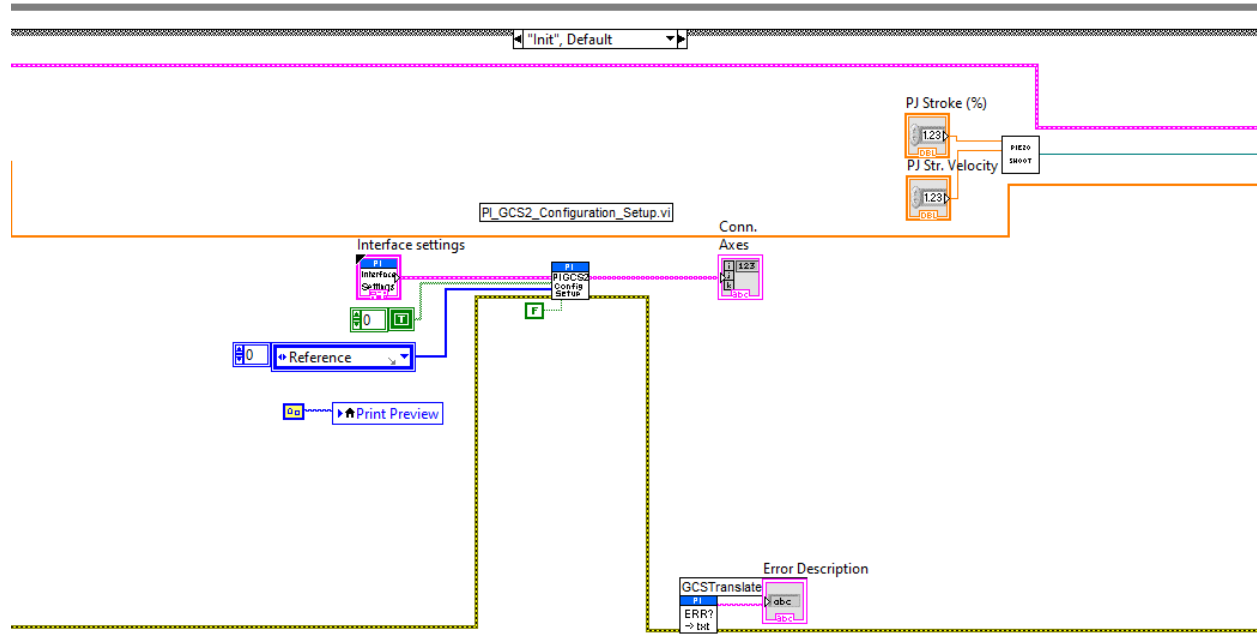 "Init", Default
PJ Stroke (%)
1.23
DBL
PIEZO
SHOOT
PJ Str. Velocity
1.23
DBL
PI_GCS2_Configuration_Setup.vi
Conn.
Axes
Interface settings
PI
Interface
Settings
PI
PIGCS2
Config
Setup
i 123
j
k
abc
0 T
F
0 Reference
Print Preview
Error Description
GCSTranslate
PI
ERR?
-> txt
abc
abc